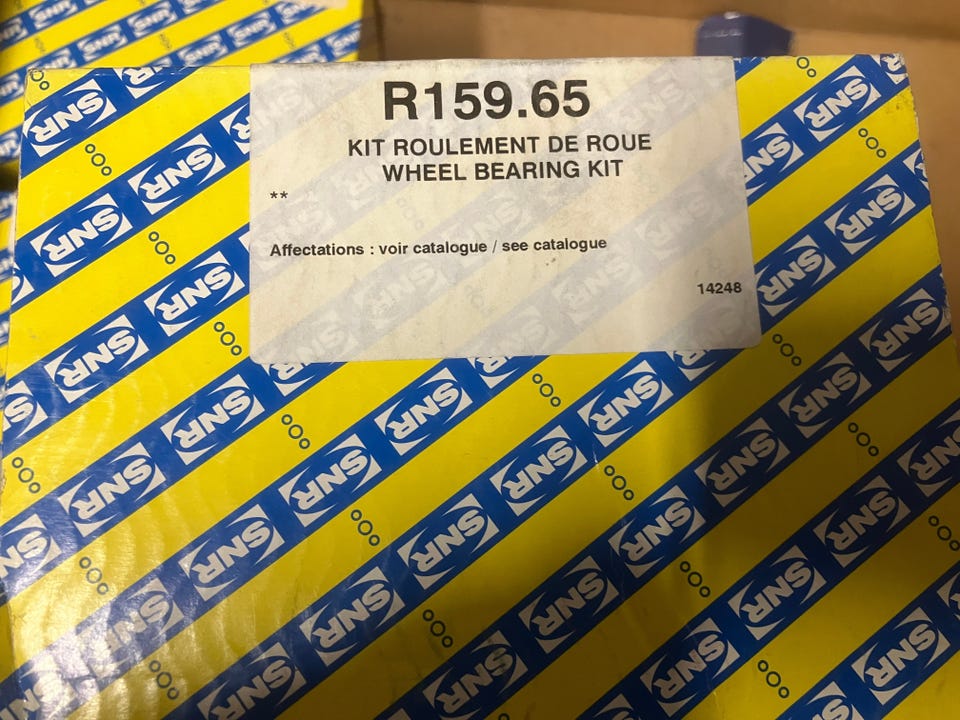 R159.65
KIT ROULEMENT DE ROUE
WHEEL BEARING KIT
**
Affectations : voir catalogue / see catalogue
14248
SNR